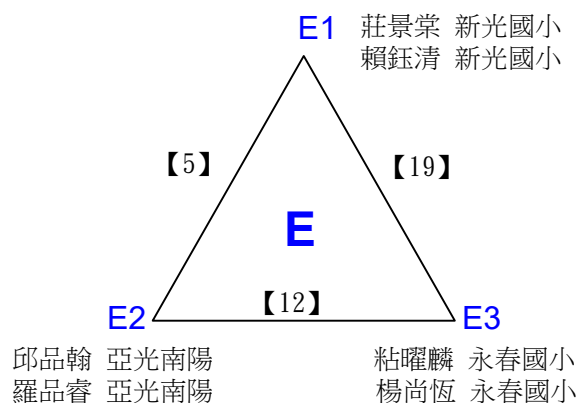 E1 莊景棠 新光國小
賴鈺清 新光國小
【5】 【19】
E
【12】
E2 E3
邱品翰 亞光南陽 粘曜麟 永春國小
羅品睿 亞光南陽 楊尚恆 永春國小